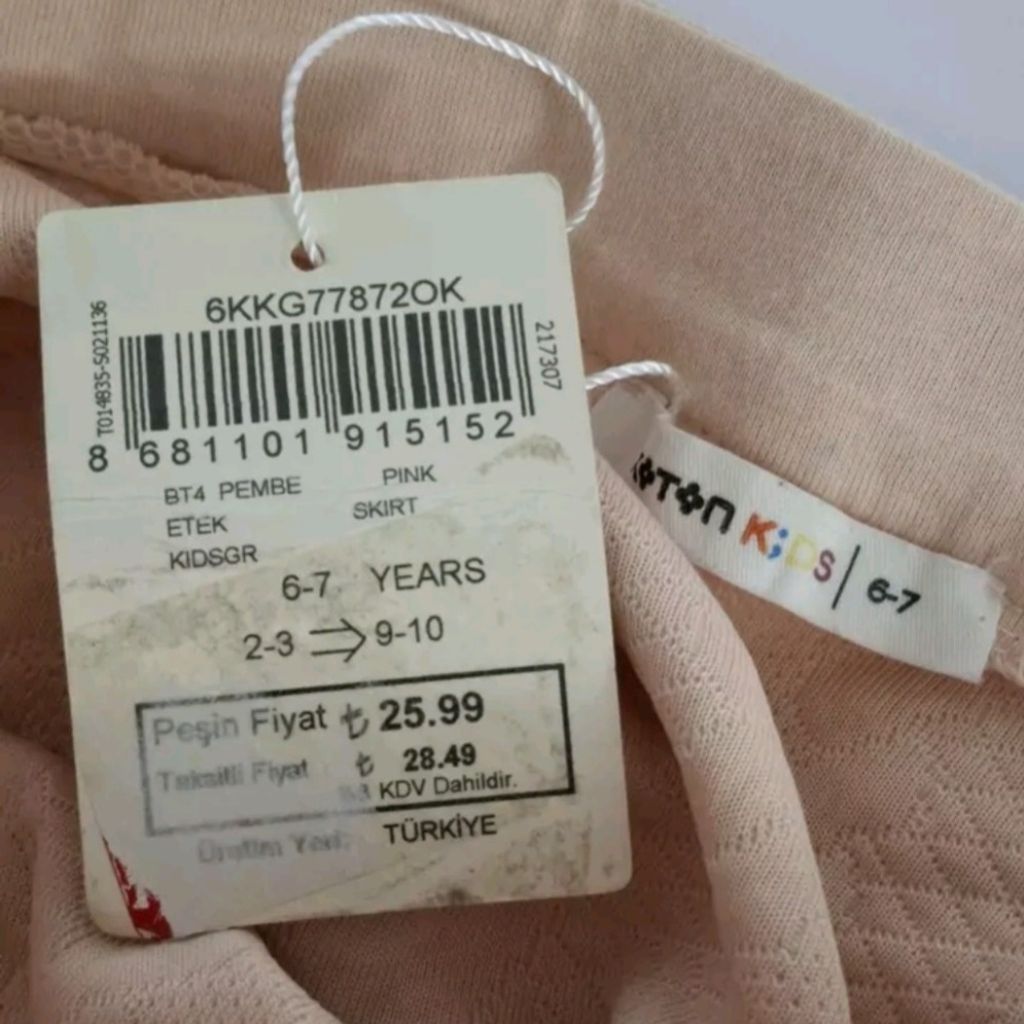 6KKG77872OK
T014835-S021136
217307
8 681101 915152
BT4 PEMBE PINK
ETEK SKIRT
KIDSGR
6-7 YEARS
2-3 ⇒ 9-10
Peşin Fiyat ₺ 25.99
Taksitli Fiyat ₺ 28.49
KDV Dahildir.
Üretim Yeri: TÜRKİYE
KOTON KiDS | 6-7